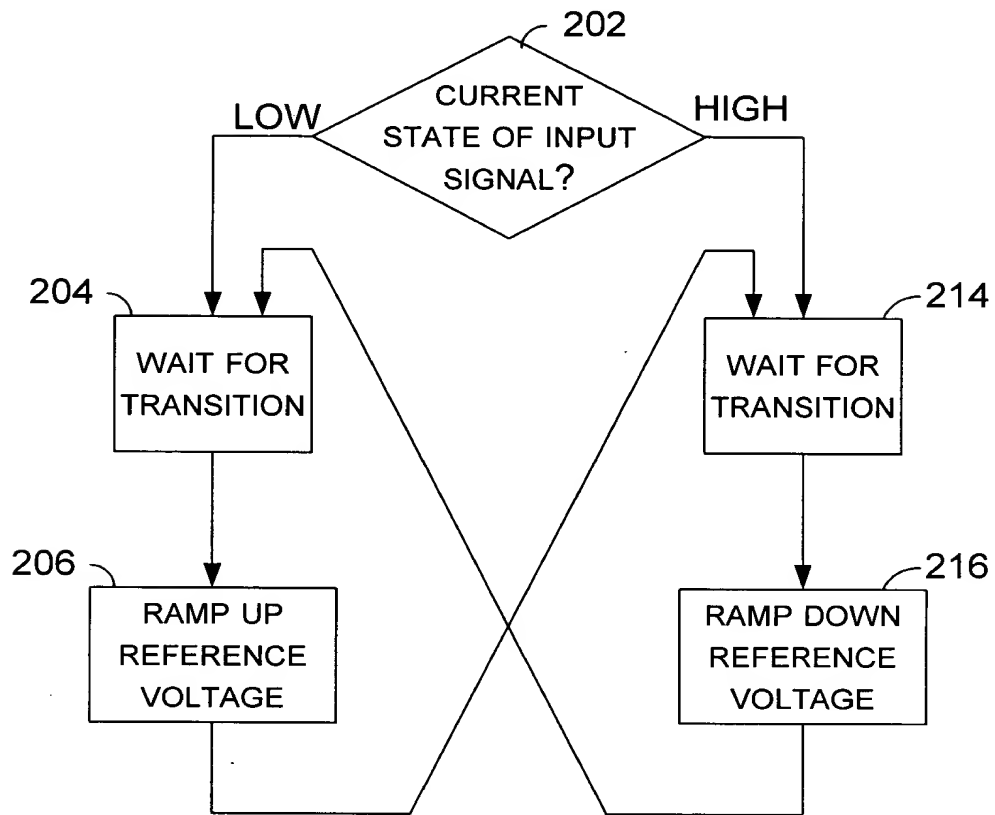 202
CURRENT
STATE OF INPUT
SIGNAL?
LOW
HIGH
204
WAIT FOR
TRANSITION
214
WAIT FOR
TRANSITION
206
RAMP UP
REFERENCE
VOLTAGE
216
RAMP DOWN
REFERENCE
VOLTAGE